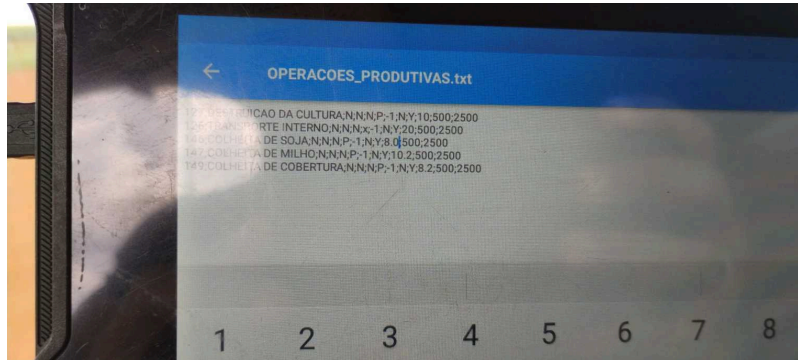 OPERACOES_PRODUTIVAS.txt
DA CULTURA;N;N;N;P;-1;N;Y;10;500;2500
INTERNO;N;N;N;x;-1;N;Y;20;500;2500
DE SOJA;N;N;N;P;-1;N;Y;8.0;500;2500
DE MILHO;N;N;N;P;-1;N;Y;10.2;500;2500
149;COLHEITA DE COBERTURA;N;N;N;P;-1;N;Y;8.2;500;2500
1 2 3 4 5 6 7 8